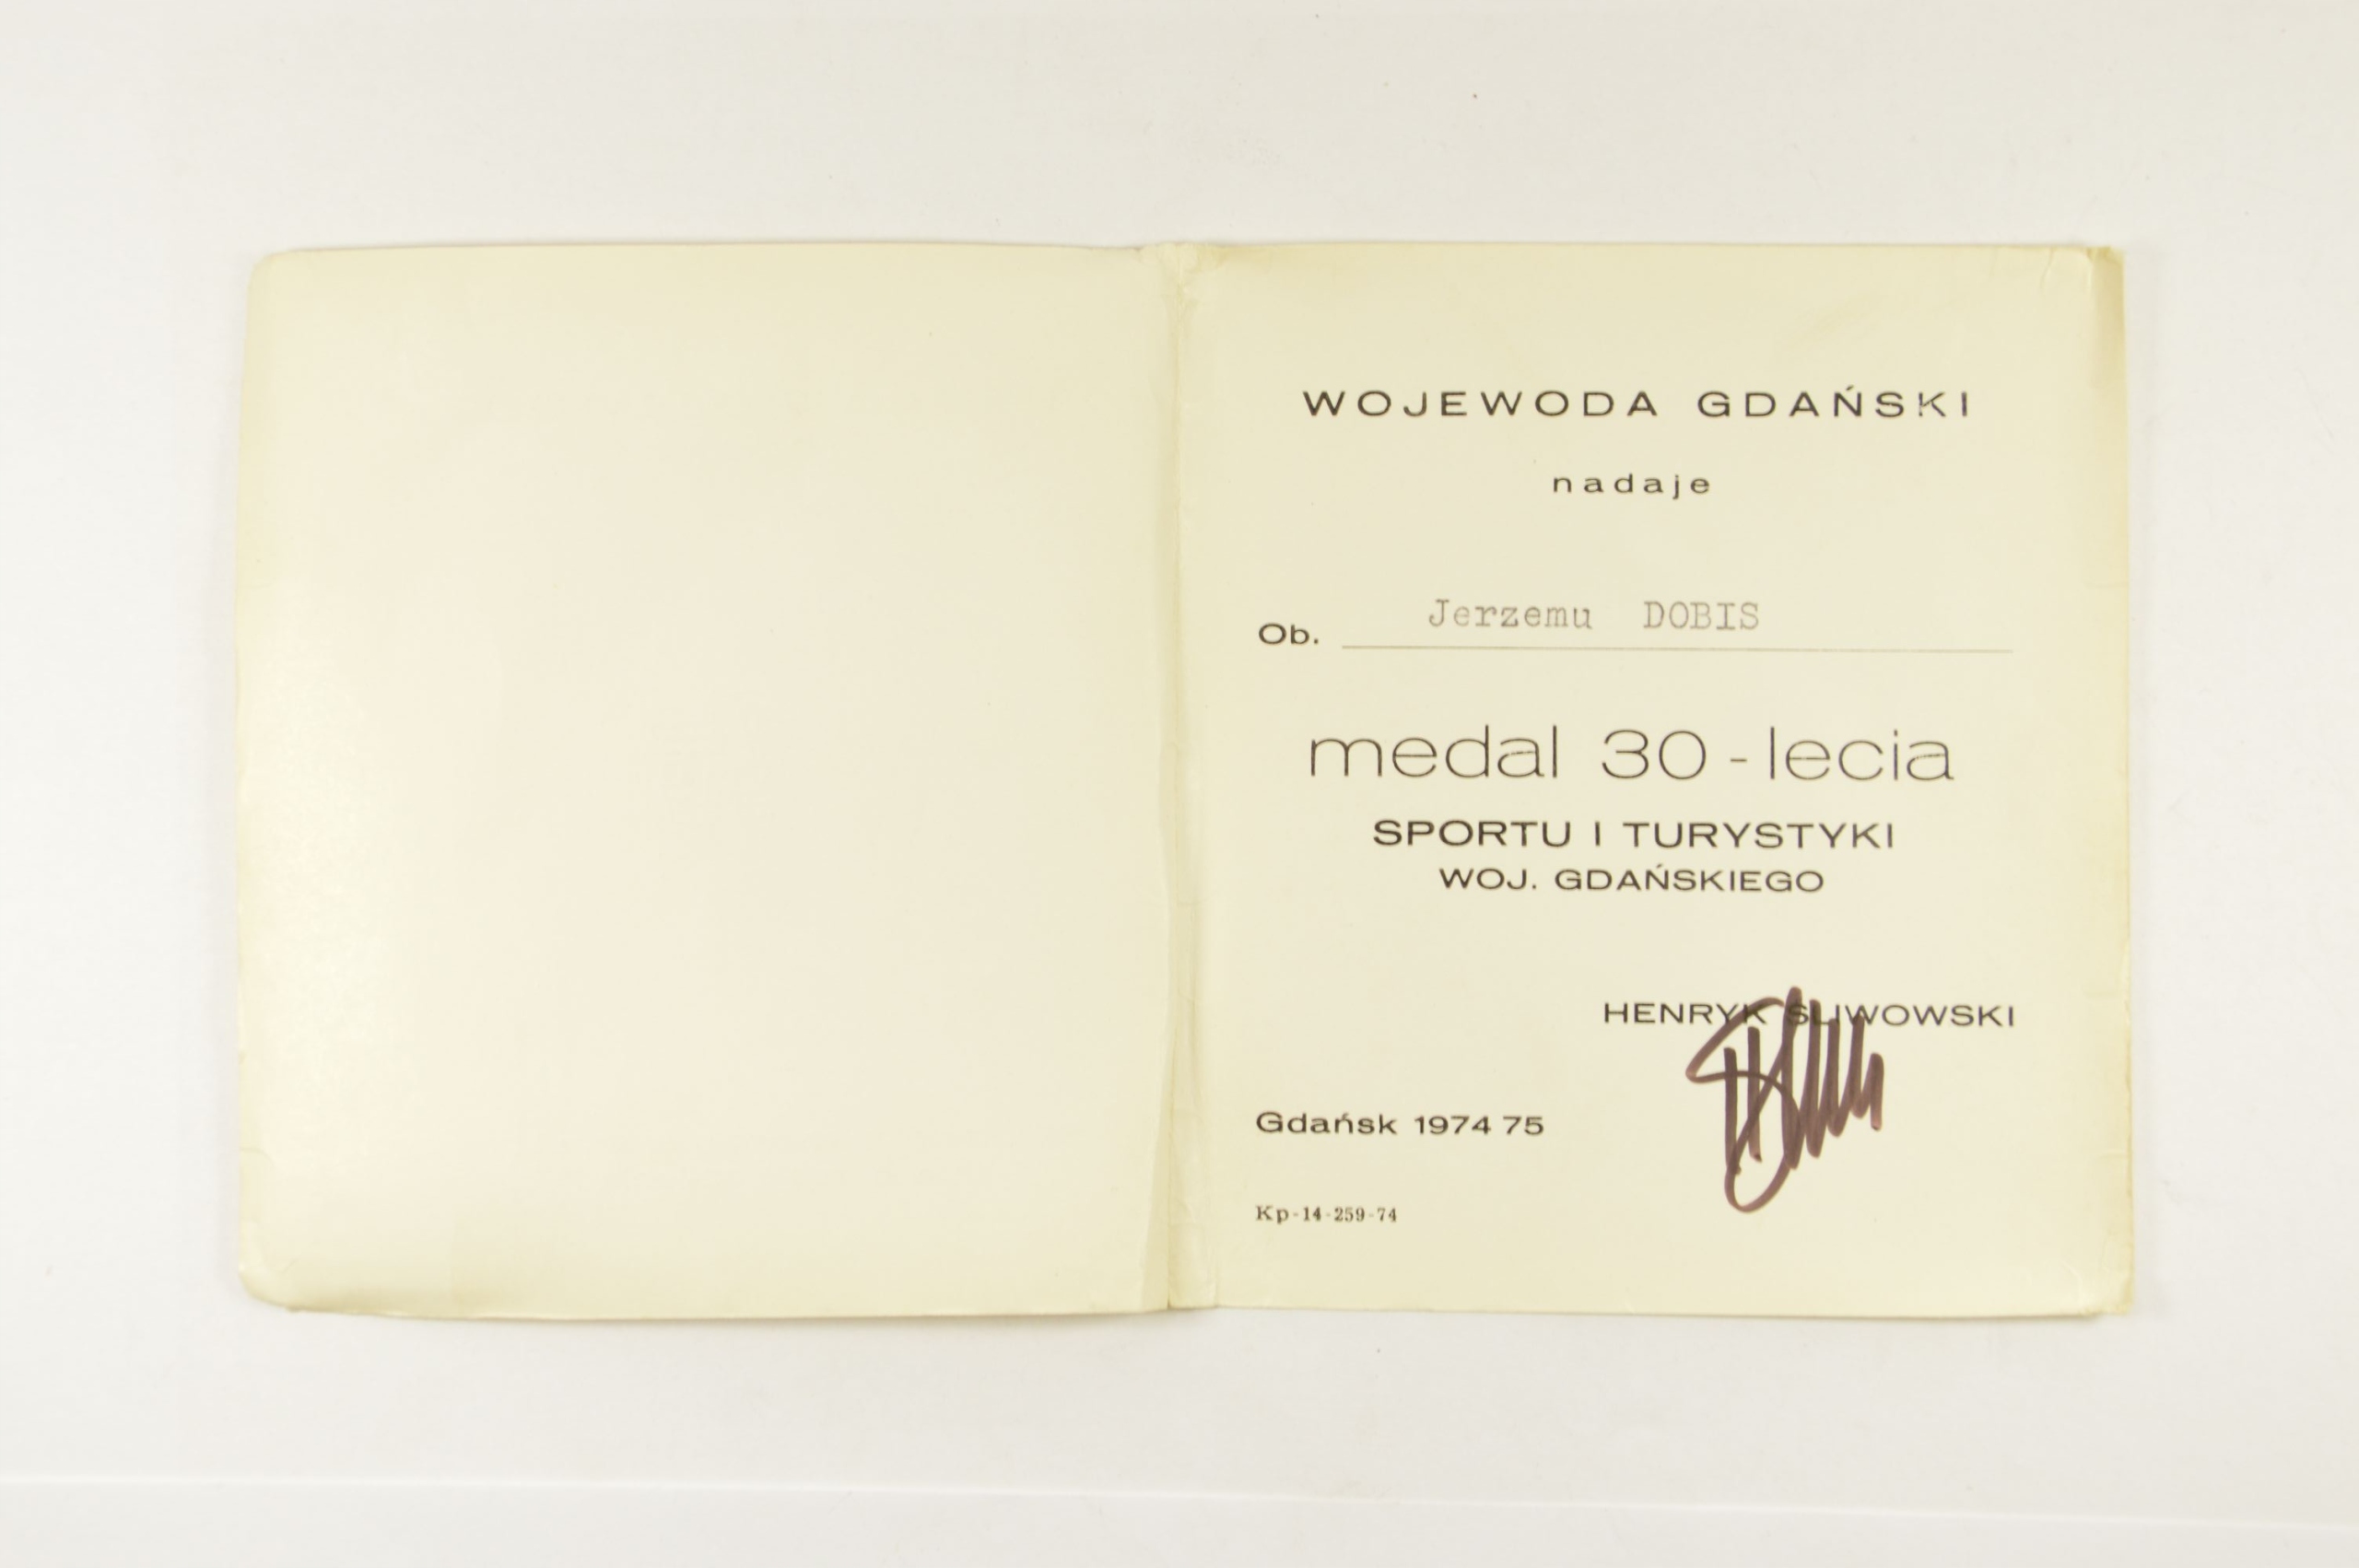 WOJEWODA GDAŃSKI
nadaje
Ob. Jerzemu DOBIS
medal 30-lecia
SPORTU I TURYSTYKI
WOJ. GDAŃSKIEGO
HENRYK ŚLIWOWSKI
Gdańsk 1974 75
Kp-14-259-74